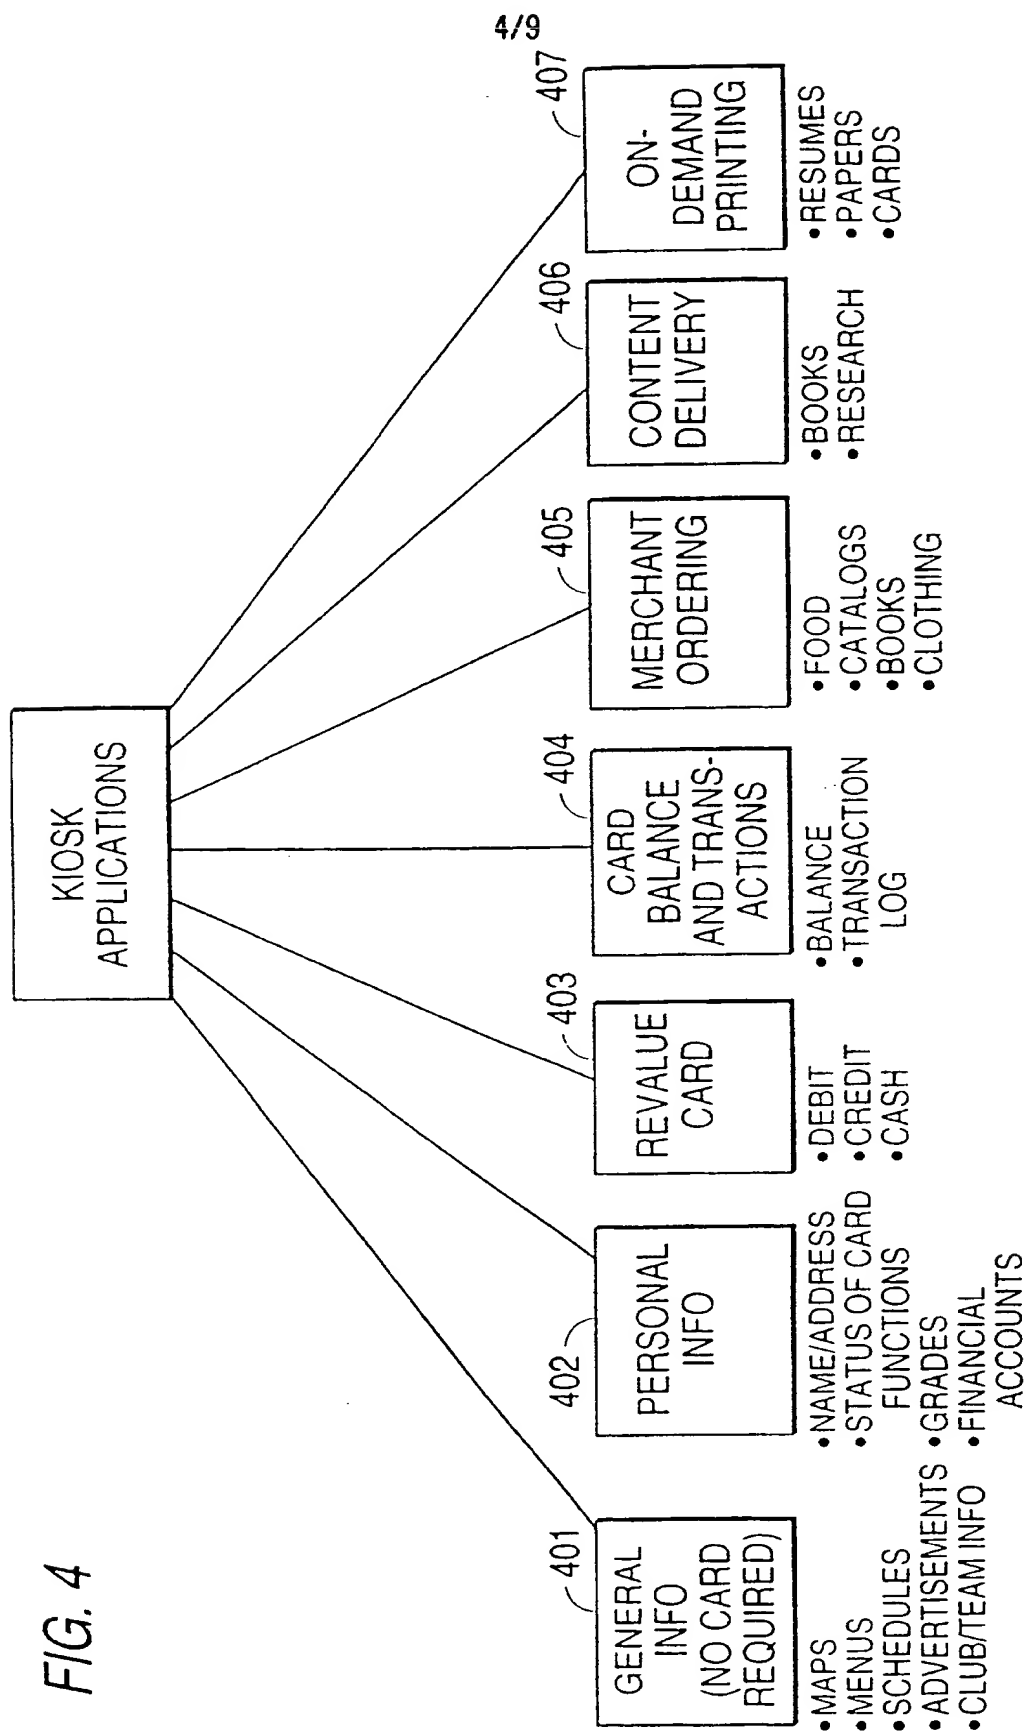 4/9
FIG. 4
KIOSK
APPLICATIONS
401
GENERAL
INFO
(NO CARD
REQUIRED)
•MAPS
•MENUS
•SCHEDULES
•ADVERTISEMENTS
•CLUB/TEAM INFO
402
PERSONAL
INFO
•NAME/ADDRESS
•STATUS OF CARD
FUNCTIONS
•GRADES
•FINANCIAL
ACCOUNTS
403
REVALUE
CARD
•DEBIT
•CREDIT
•CASH
404
CARD
BALANCE
AND TRANS-
ACTIONS
•BALANCE
•TRANSACTION
LOG
405
MERCHANT
ORDERING
•FOOD
•CATALOGS
•BOOKS
•CLOTHING
406
CONTENT
DELIVERY
•BOOKS
•RESEARCH
407
ON-
DEMAND
PRINTING
•RESUMES
•PAPERS
•CARDS